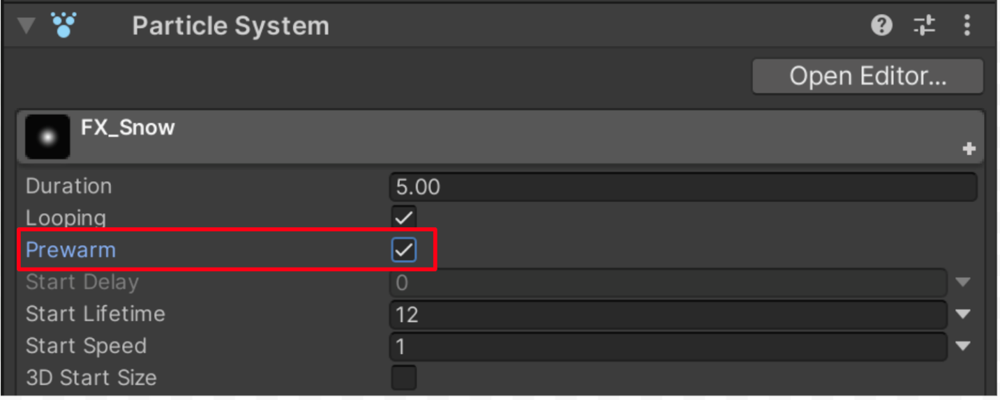 Particle System
Open Editor...
FX_Snow
Duration 5.00
Looping
Prewarm
Start Delay 0
Start Lifetime 12
Start Speed 1
3D Start Size